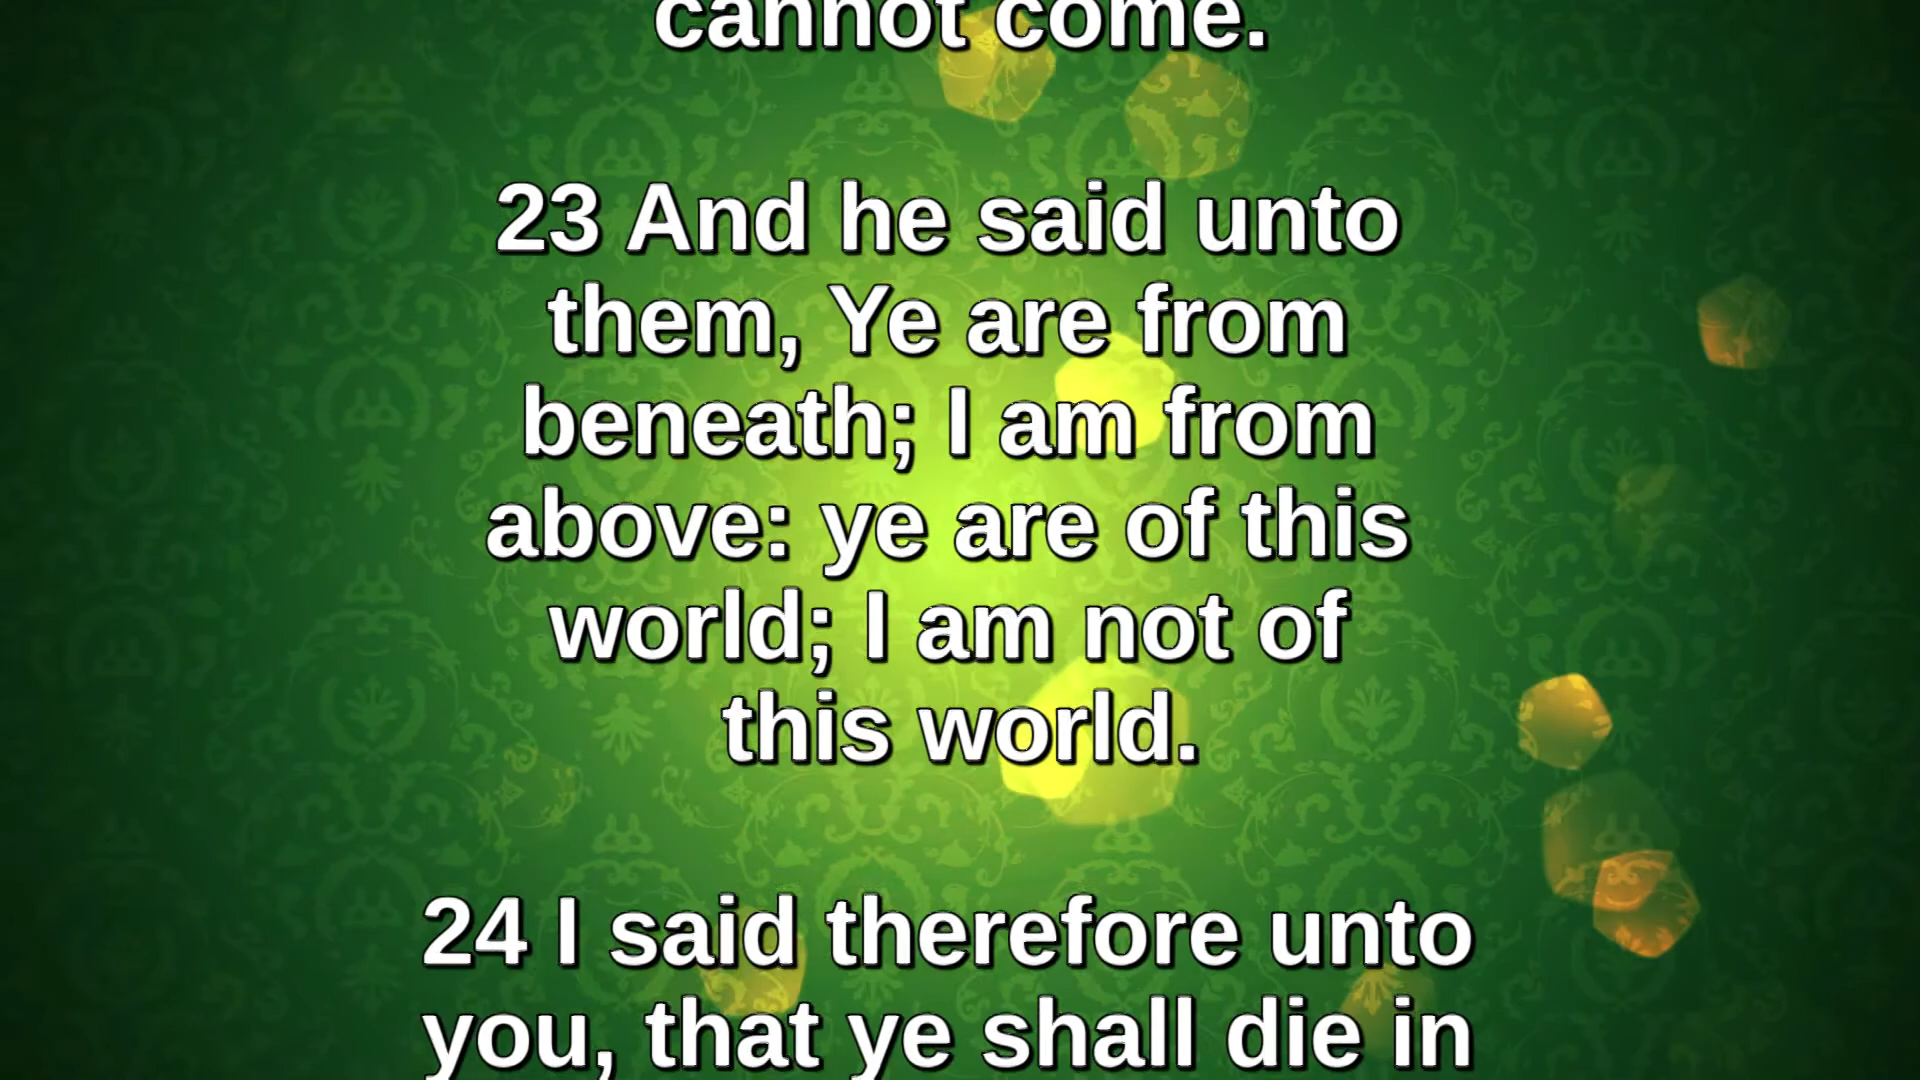 cannot come.
23 And he said unto
them, Ye are from
beneath; I am from
above: ye are of this
world; I am not of
this world.
24 I said therefore unto
you, that ye shall die in